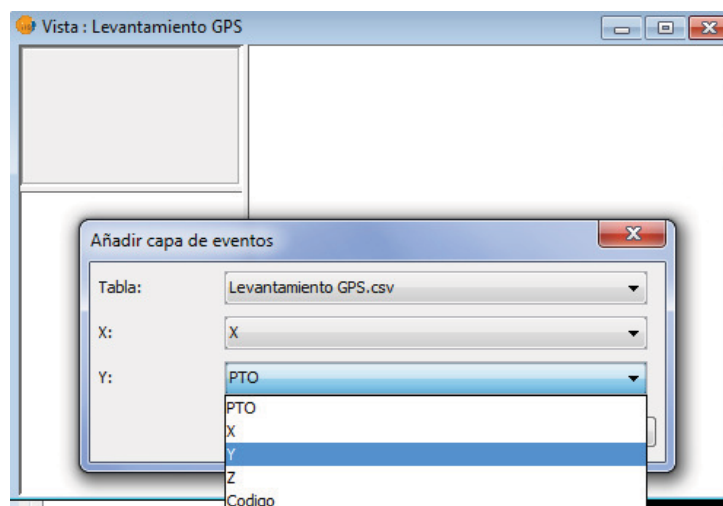 Vista : Levantamiento GPS
Añadir capa de eventos
Tabla: Levantamiento GPS.csv
X: X
Y: PTO
PTO
X
Y
Z
Codigo